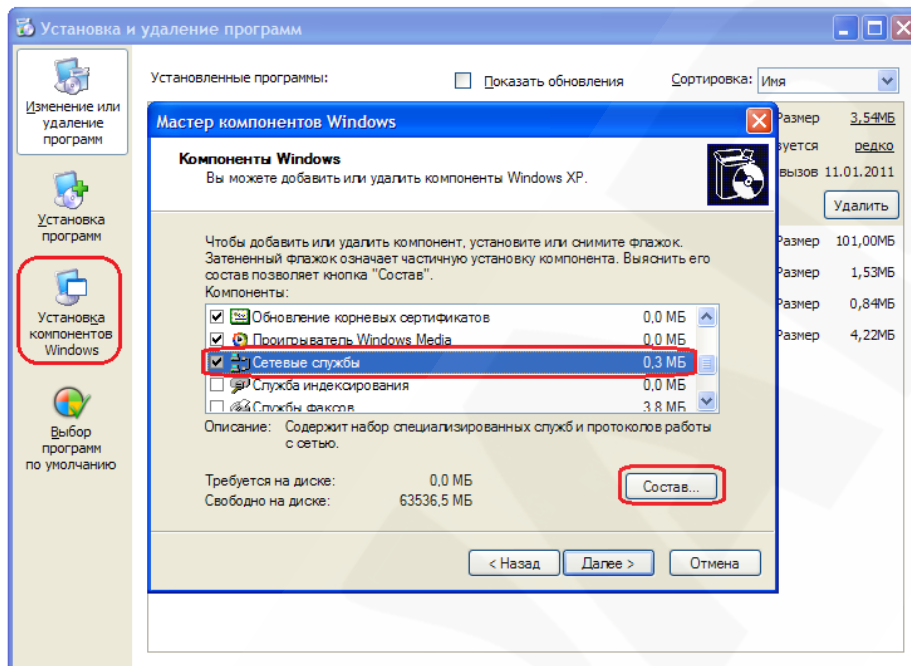 Установка и удаление программ
Изменение или
удаление
программ
Установка
программ
Установка
компонентов
Windows
Выбор
программ
по умолчанию
Установленные программы:
Показать обновления
Сортировка: Имя
Размер 3,54МБ
зуется редко
вызов 11.01.2011
Удалить
Размер 101,00МБ
Размер 1,53МБ
Размер 0,84МБ
Размер 4,22МБ
Мастер компонентов Windows
Компоненты Windows
Вы можете добавить или удалить компоненты Windows XP.
Чтобы добавить или удалить компонент, установите или снимите флажок.
Затененный флажок означает частичную установку компонента. Выяснить его
состав позволяет кнопка "Состав".
Компоненты:
Обновление корневых сертификатов 0,0 МБ
Проигрыватель Windows Media 0,0 МБ
Сетевые службы 0,3 МБ
Служба индексирования 0,0 МБ
Службы факсов 3,8 МБ
Описание: Содержит набор специализированных служб и протоколов работы
с сетью.
Требуется на диске: 0,0 МБ
Свободно на диске: 63536,5 МБ
Состав...
< Назад
Далее >
Отмена